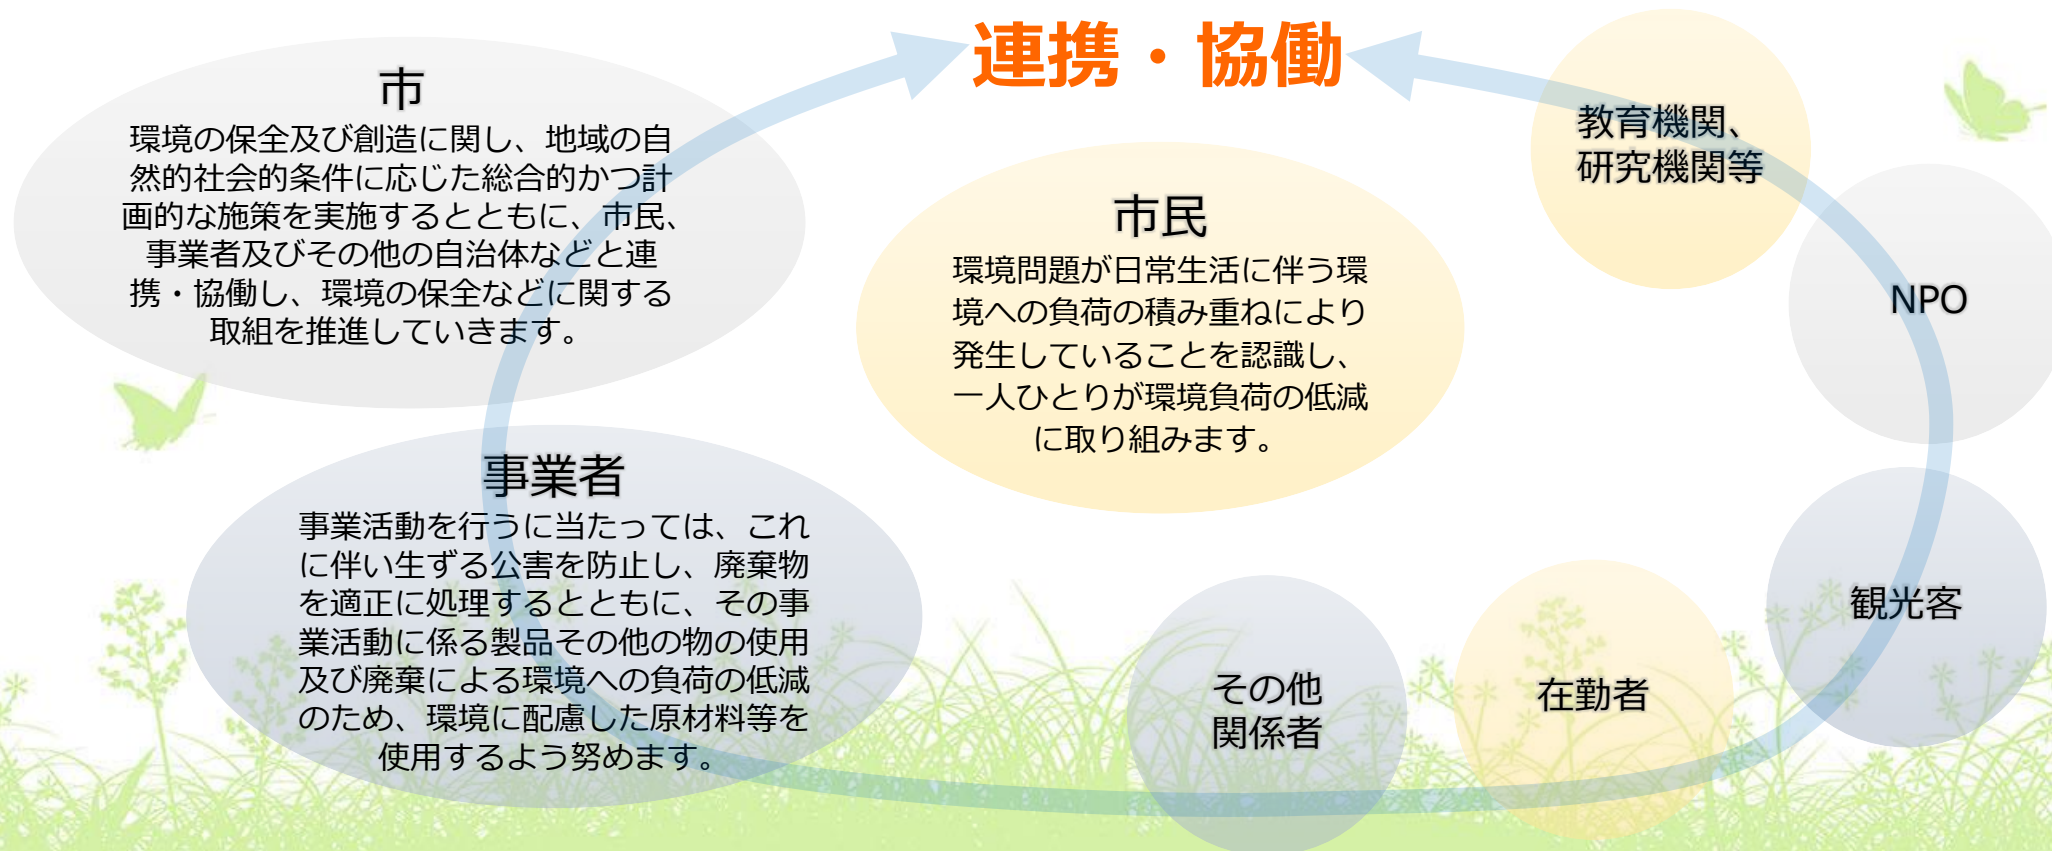 連携・協働
市
環境の保全及び創造に関し、地域の自
然的社会的条件に応じた総合的かつ計
画的な施策を実施するとともに、市民、
事業者及びその他の自治体などと連
携・協働し、環境の保全などに関する
取組を推進していきます。
市民
環境問題が日常生活に伴う環
境への負荷の積み重ねにより
発生していることを認識し、
一人ひとりが環境負荷の低減
に取り組みます。
教育機関、
研究機関等
NPO
事業者
事業活動を行うに当たっては、これ
に伴い生ずる公害を防止し、廃棄物
を適正に処理するとともに、その事
業活動に係る製品その他の物の使用
及び廃棄による環境への負荷の低減
のため、環境に配慮した原材料等を
使用するよう努めます。
観光客
在勤者
その他
関係者